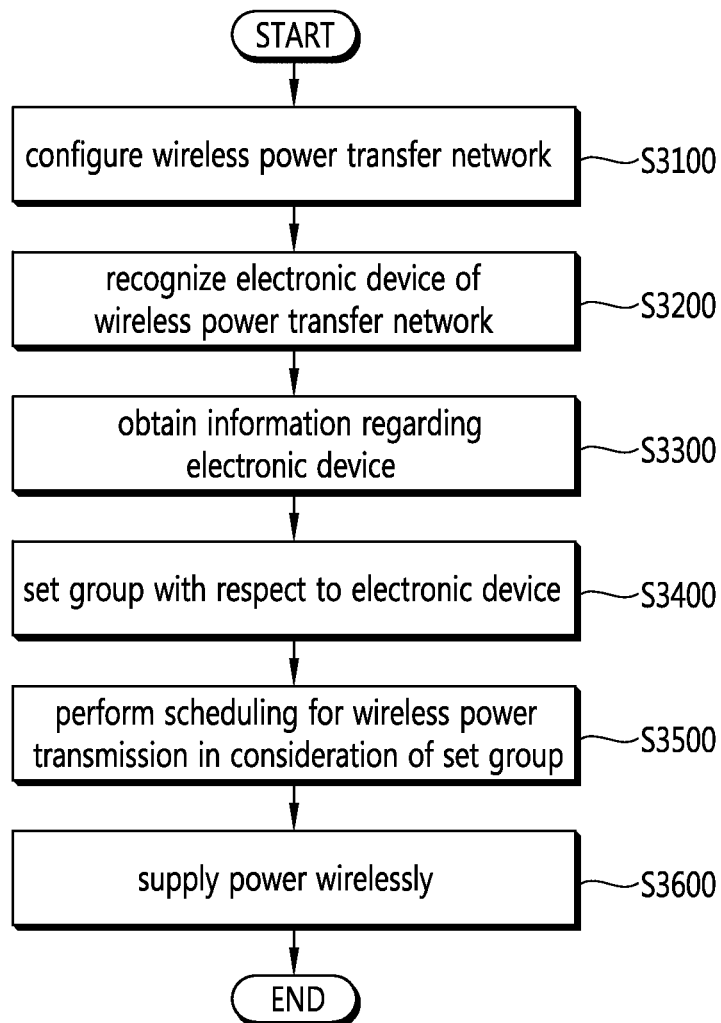 START
configure wireless power transfer network
S3100
recognize electronic device of
wireless power transfer network
S3200
obtain information regarding
electronic device
S3300
set group with respect to electronic device
S3400
perform scheduling for wireless power
transmission in consideration of set group
S3500
supply power wirelessly
S3600
END